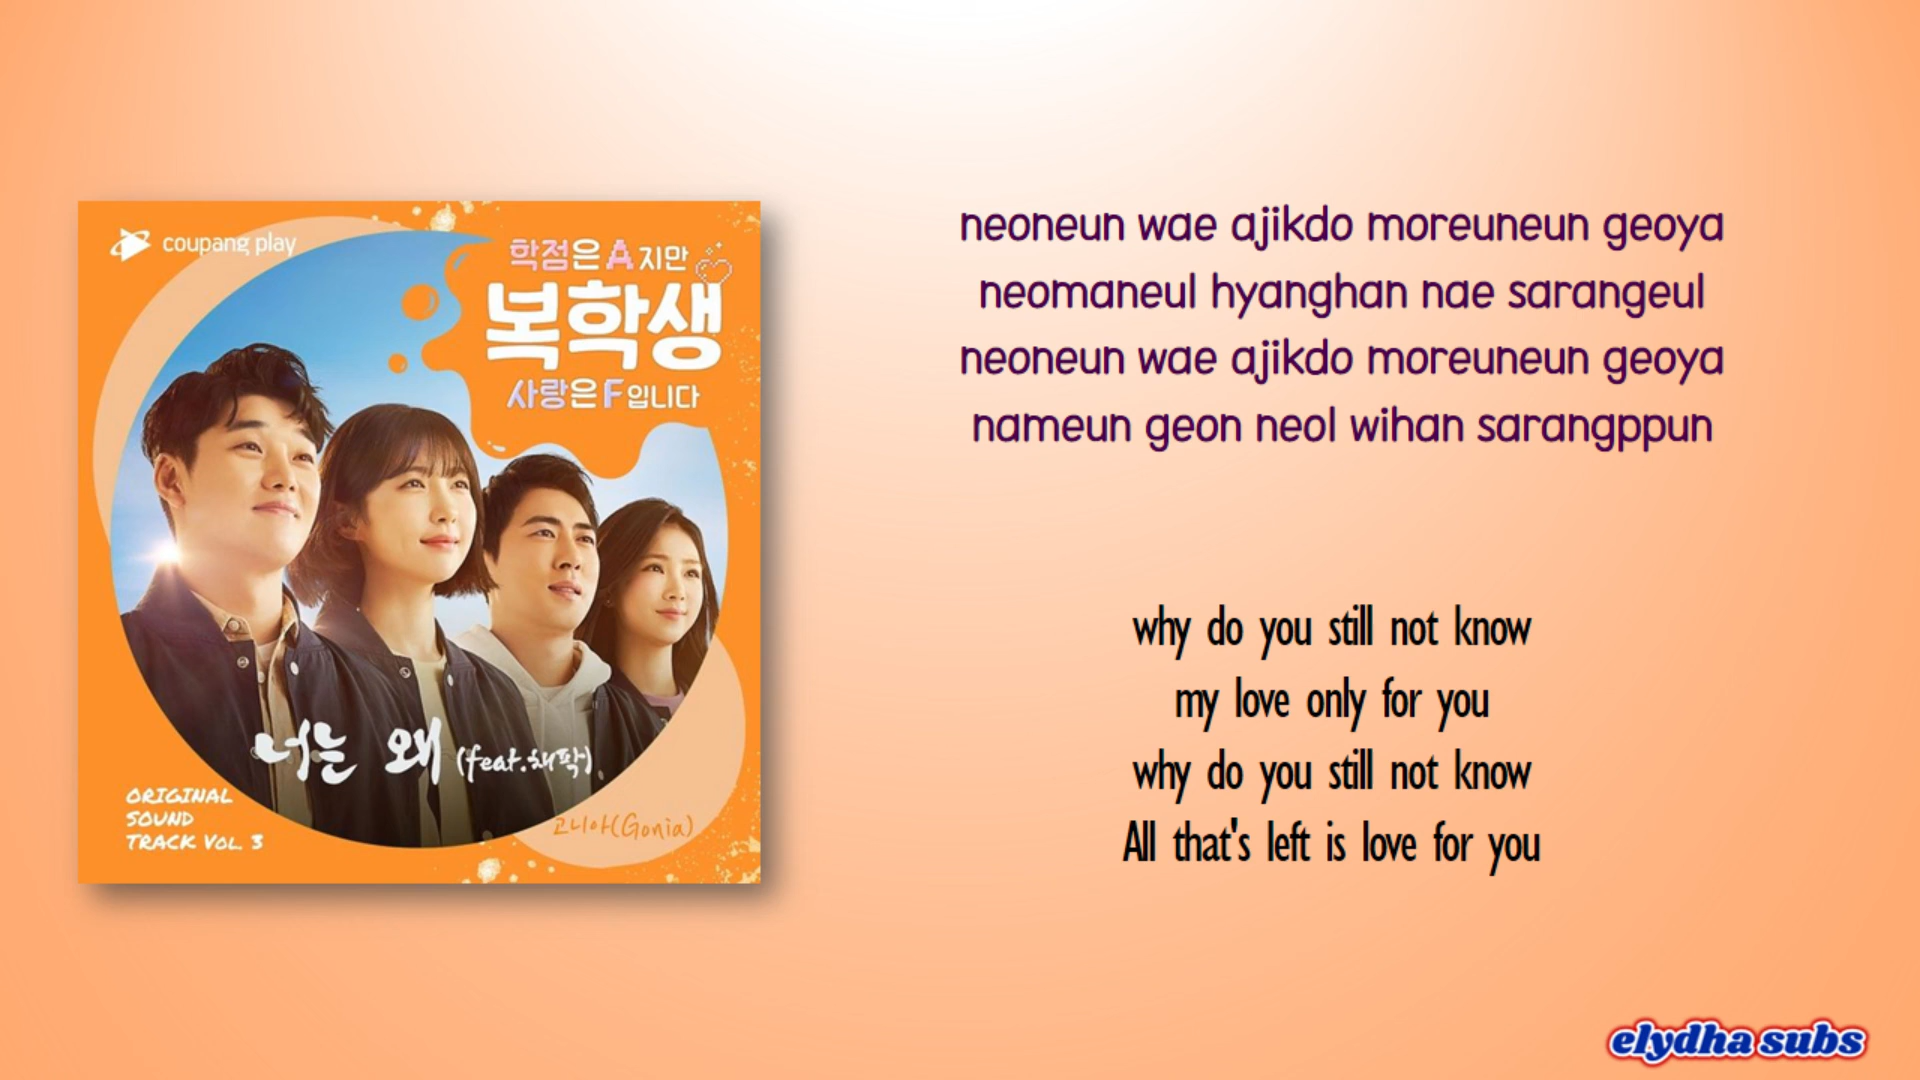 coupang play
학점은 A지만
복학생
사랑은 F입니다
너는 왜 (feat.채팍)
ORIGINAL
SOUND
TRACK VOL. 3
고니아(Gonia)
neoneun wae ajikdo moreuneun geoya
neomaneul hyanghan nae sarangeul
neoneun wae ajikdo moreuneun geoya
nameun geon neol wihan sarangppun
why do you still not know
my love only for you
why do you still not know
All that's left is love for you
elydha subs